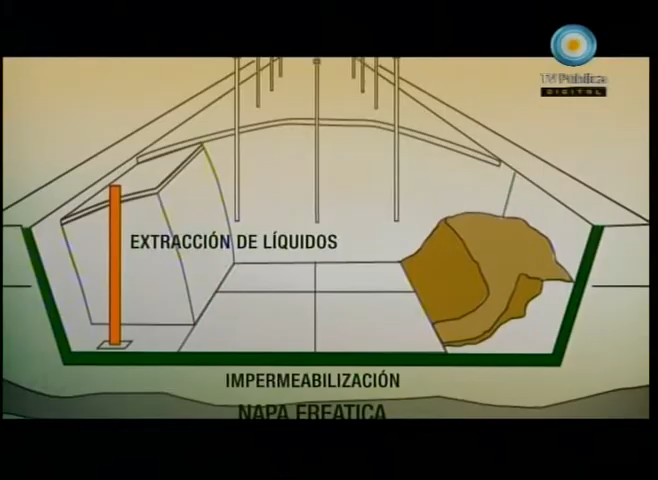 TV Pública
DIGITAL
EXTRACCIÓN DE LÍQUIDOS
IMPERMEABILIZACIÓN
NAPA FREATICA